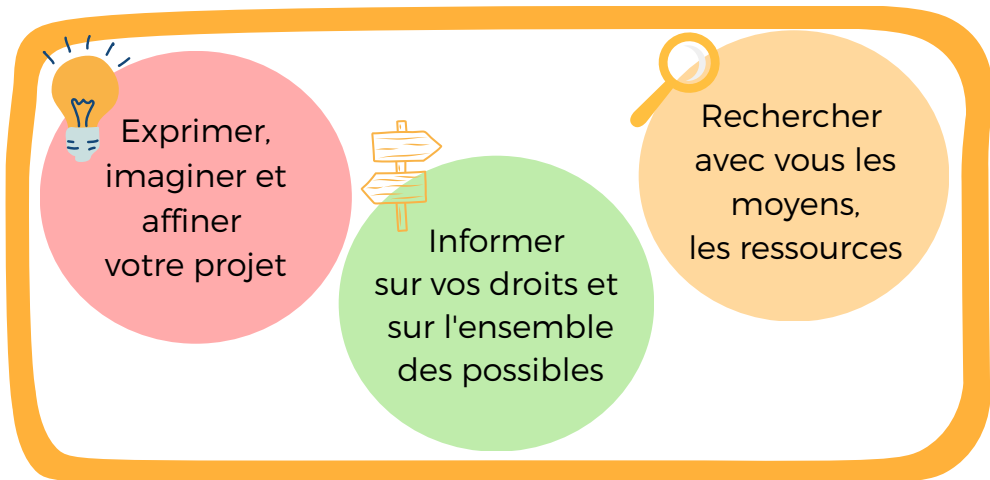 Exprimer,
imaginer et
affiner
votre projet
Informer
sur vos droits et
sur l'ensemble
des possibles
Rechercher
avec vous les
moyens,
les ressources